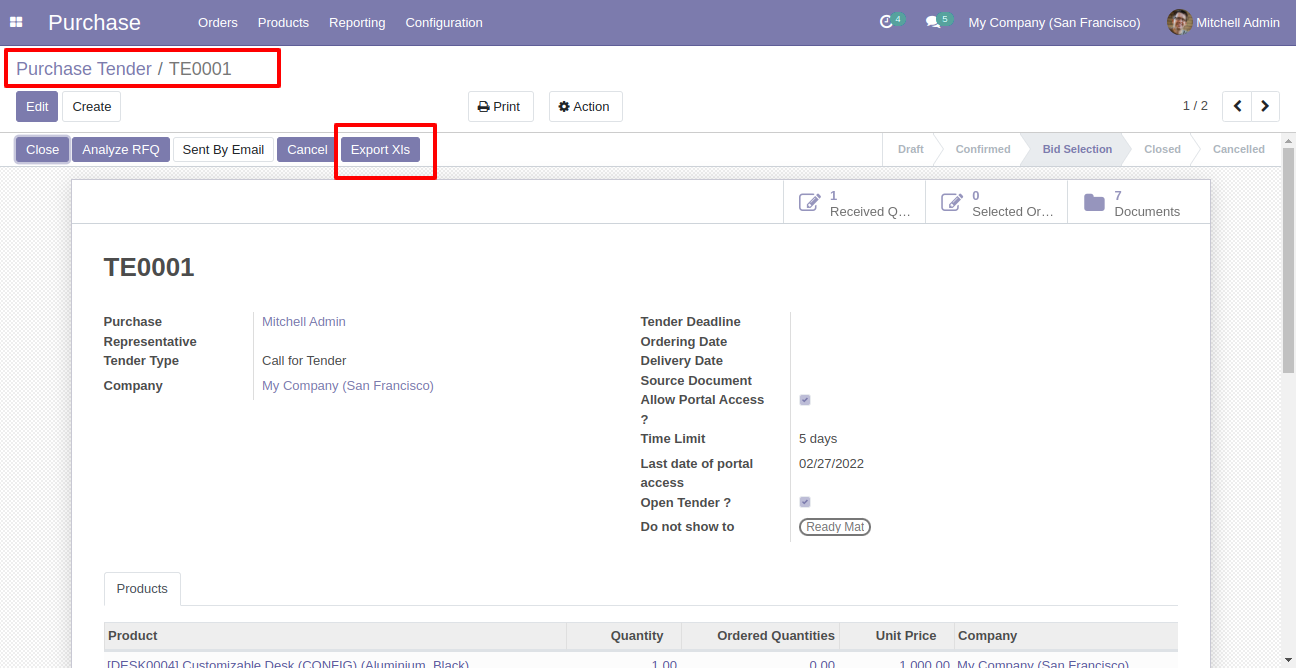 Purchase Orders Products Reporting Configuration 4 5 My Company (San Francisco) Mitchell Admin
Purchase Tender / TE0001
Edit Create Print Action 1 / 2
Close Analyze RFQ Sent By Email Cancel Export Xls Draft Confirmed Bid Selection Closed Cancelled
1 Received Q... 0 Selected Or... 7 Documents
TE0001
Purchase Representative Mitchell Admin
Tender Type Call for Tender
Company My Company (San Francisco)
Tender Deadline
Ordering Date
Delivery Date
Source Document
Allow Portal Access ?
Time Limit 5 days
Last date of portal access 02/27/2022
Open Tender ?
Do not show to Ready Mat
Products
Product Quantity Ordered Quantities Unit Price Company
[DESK0004] Customizable Desk (CONFIG) (Aluminium, Black) 1.00 0.00 1,000.00 My Company (San Francisco)